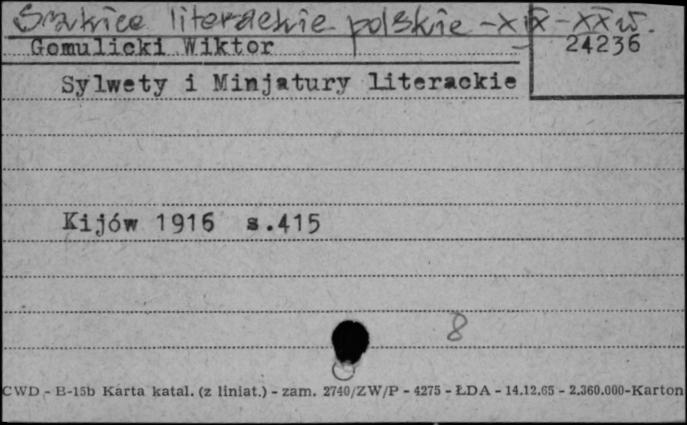 Szkice literackie polskie - XIX - XX w.
Gomulicki Wiktor
24236
Sylwety i Minjatury literackie
Kijów 1916 s.415
8
CWD - B-15b Karta katal. (z liniat.) - zam. 2740/ZW/P - 4275 - ŁDA - 14.12.65 - 2.360.000-Karton